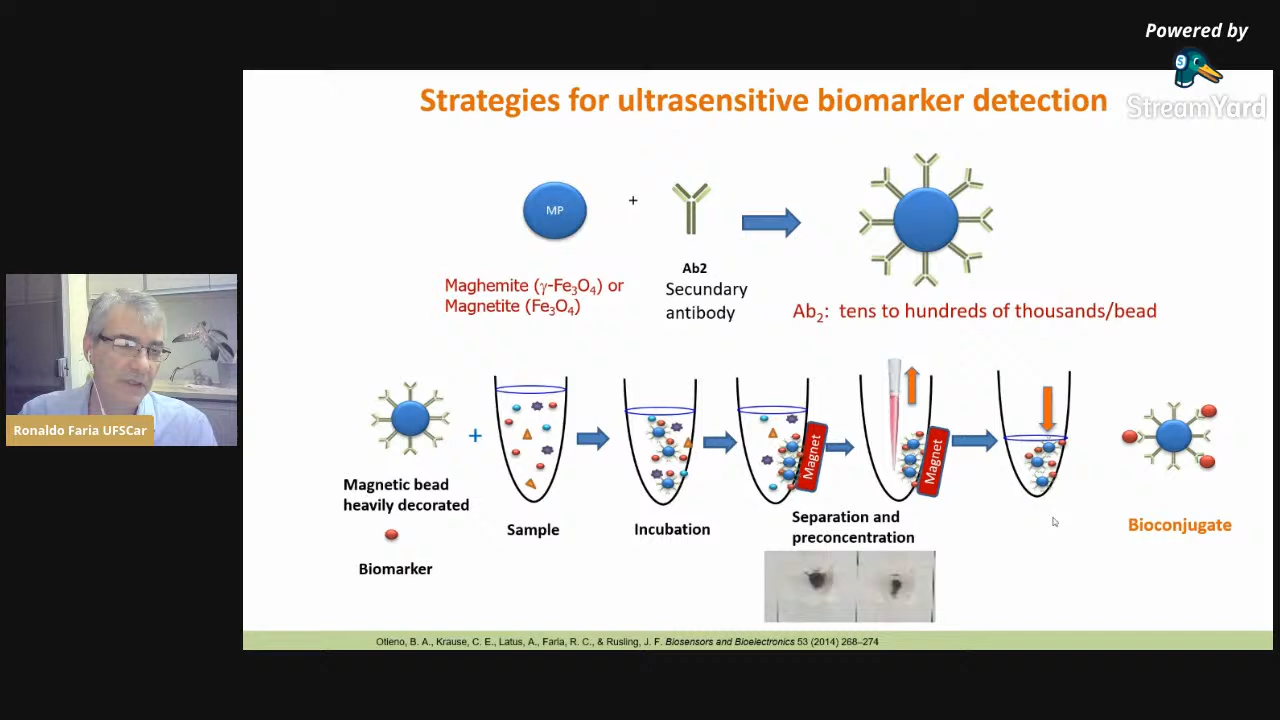 Powered by
S
StreamYard
Strategies for ultrasensitive biomarker detection
MP
+
Ab2
Secundary
antibody
Maghemite (γ-Fe₃O₄) or
Magnetite (Fe₃O₄)
Ab₂: tens to hundreds of thousands/bead
Ronaldo Faria UFSCar
+
Magnet
Magnet
Magnetic bead
heavily decorated
Biomarker
Sample
Incubation
Separation and
preconcentration
Bioconjugate
Otieno, B. A., Krause, C. E., Latus, A., Faria, R. C., & Rusling, J. F. Biosensors and Bioelectronics 53 (2014) 268–274